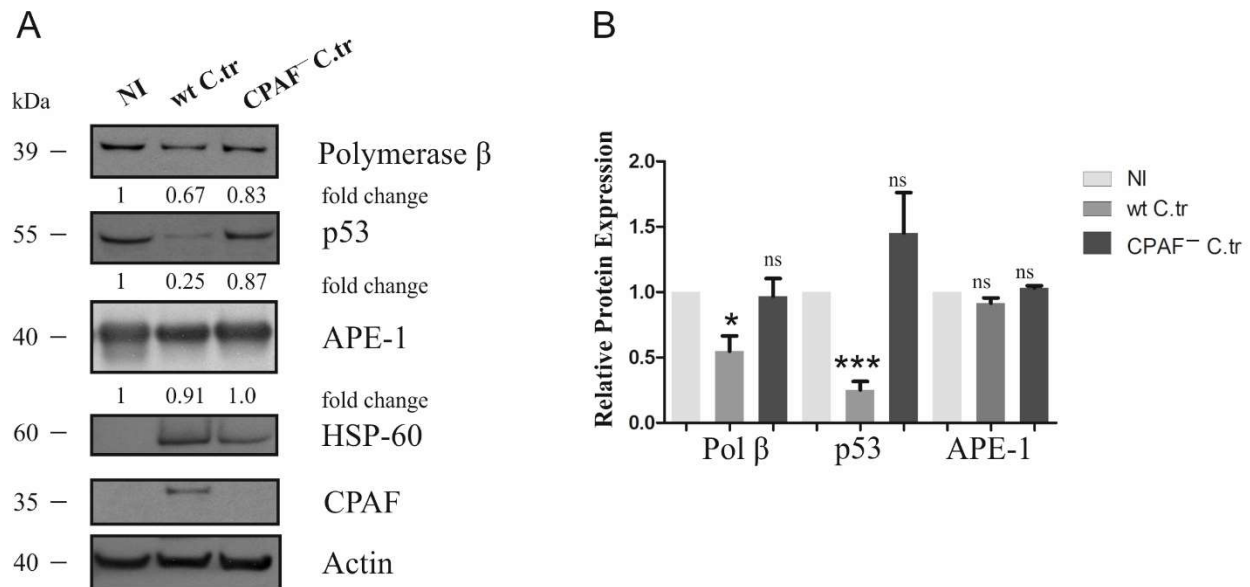 A
kDa
NI
wt C.tr
CPAF⁻ C.tr
39
Polymerase β
1 0.67 0.83 fold change
55
p53
1 0.25 0.87 fold change
40
APE-1
1 0.91 1.0 fold change
60
HSP-60
35
CPAF
40
Actin
B
Relative Protein Expression
2.0
1.5
1.0
0.5
0.0
*
ns
***
ns
ns
ns
Pol β p53 APE-1
NI
wt C.tr
CPAF⁻ C.tr